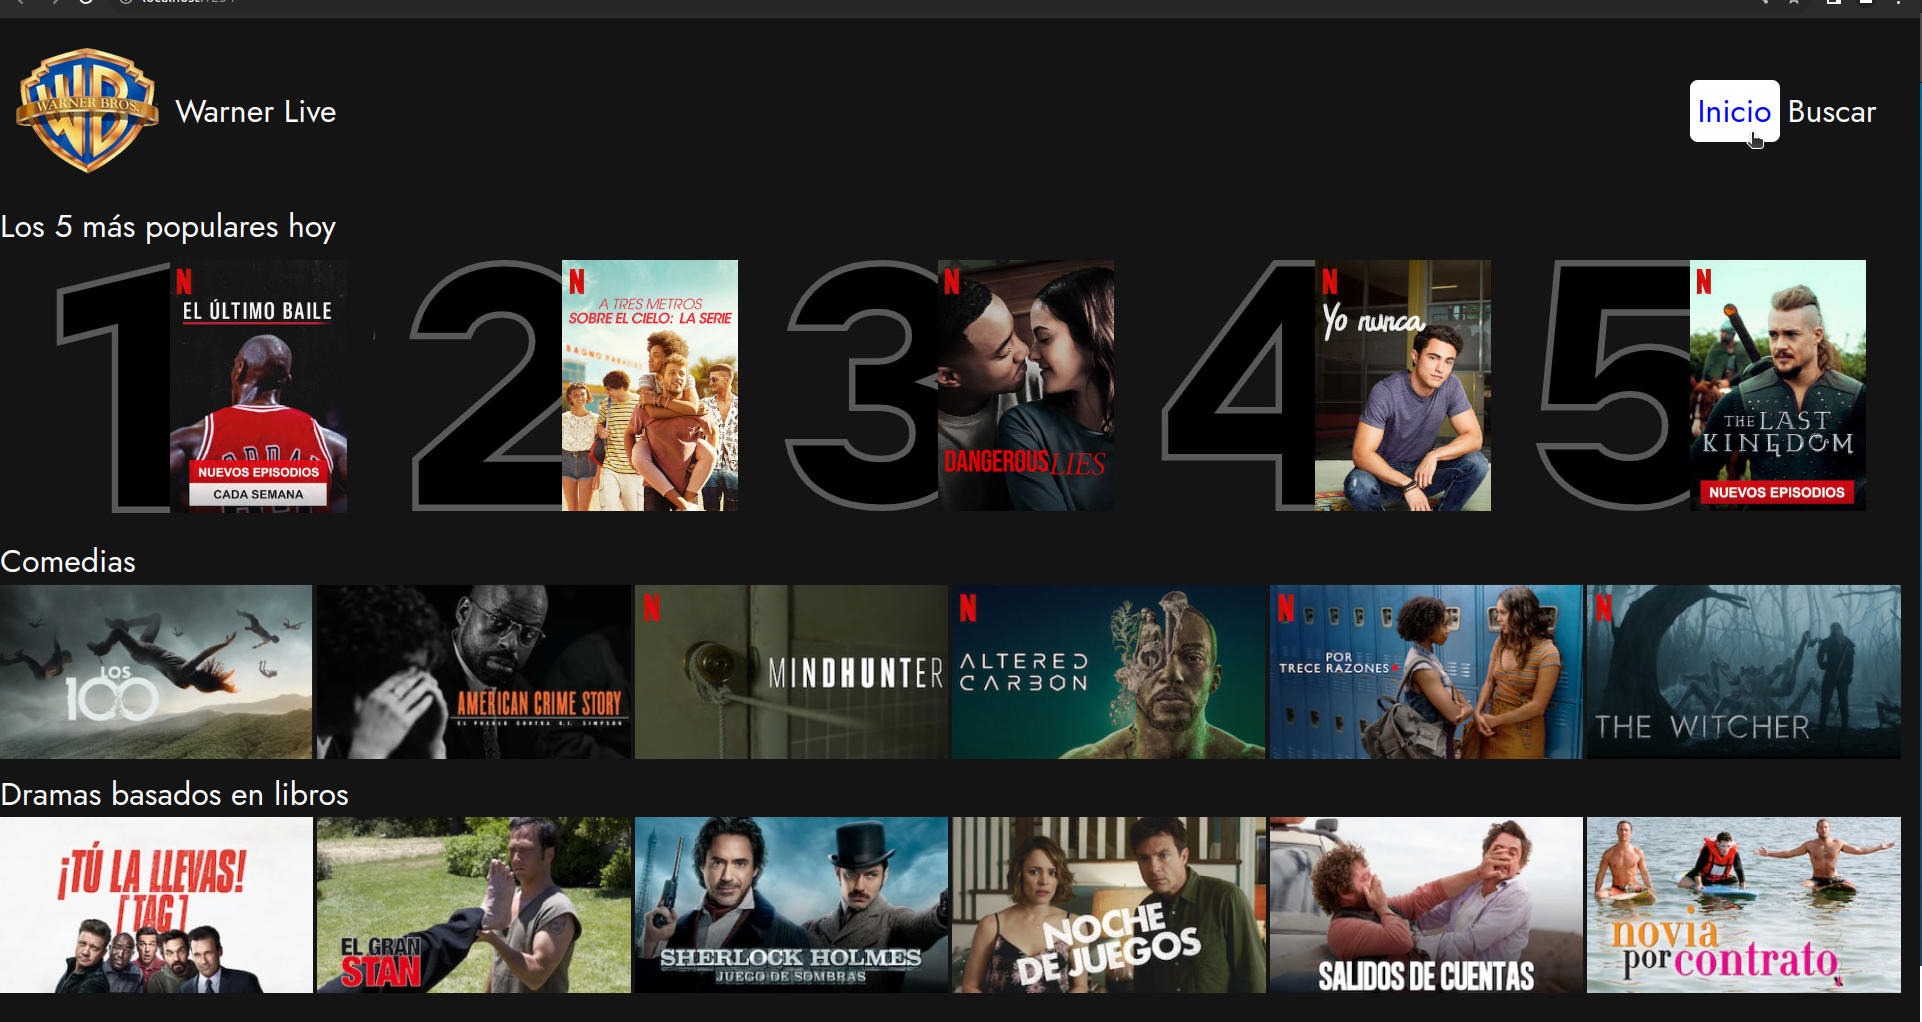 WARNER BROS.
Warner Live
Inicio
Buscar
Los 5 más populares hoy
1
N
EL ÚLTIMO BAILE
NUEVOS EPISODIOS
CADA SEMANA
2
N
A TRES METROS
SOBRE EL CIELO: LA SERIE
3
N
DANGEROUS LIES
4
N
Yo nunca
5
N
THE LAST
KINGDOM
NUEVOS EPISODIOS
Comedias
LOS
100
AMERICAN CRIME STORY
EL PUEBLO CONTRA O.J. SIMPSON
N
MINDHUNTER
N
ALTERED
CARBON
N
POR
TRECE RAZONES
N
THE WITCHER
Dramas basados en libros
¡TÚ LA LLEVAS!
[TAG]
EL GRAN
STAN
SHERLOCK HOLMES
JUEGO DE SOMBRAS
NOCHE
DE JUEGOS
SALIDOS DE CUENTAS
novia
por contrato